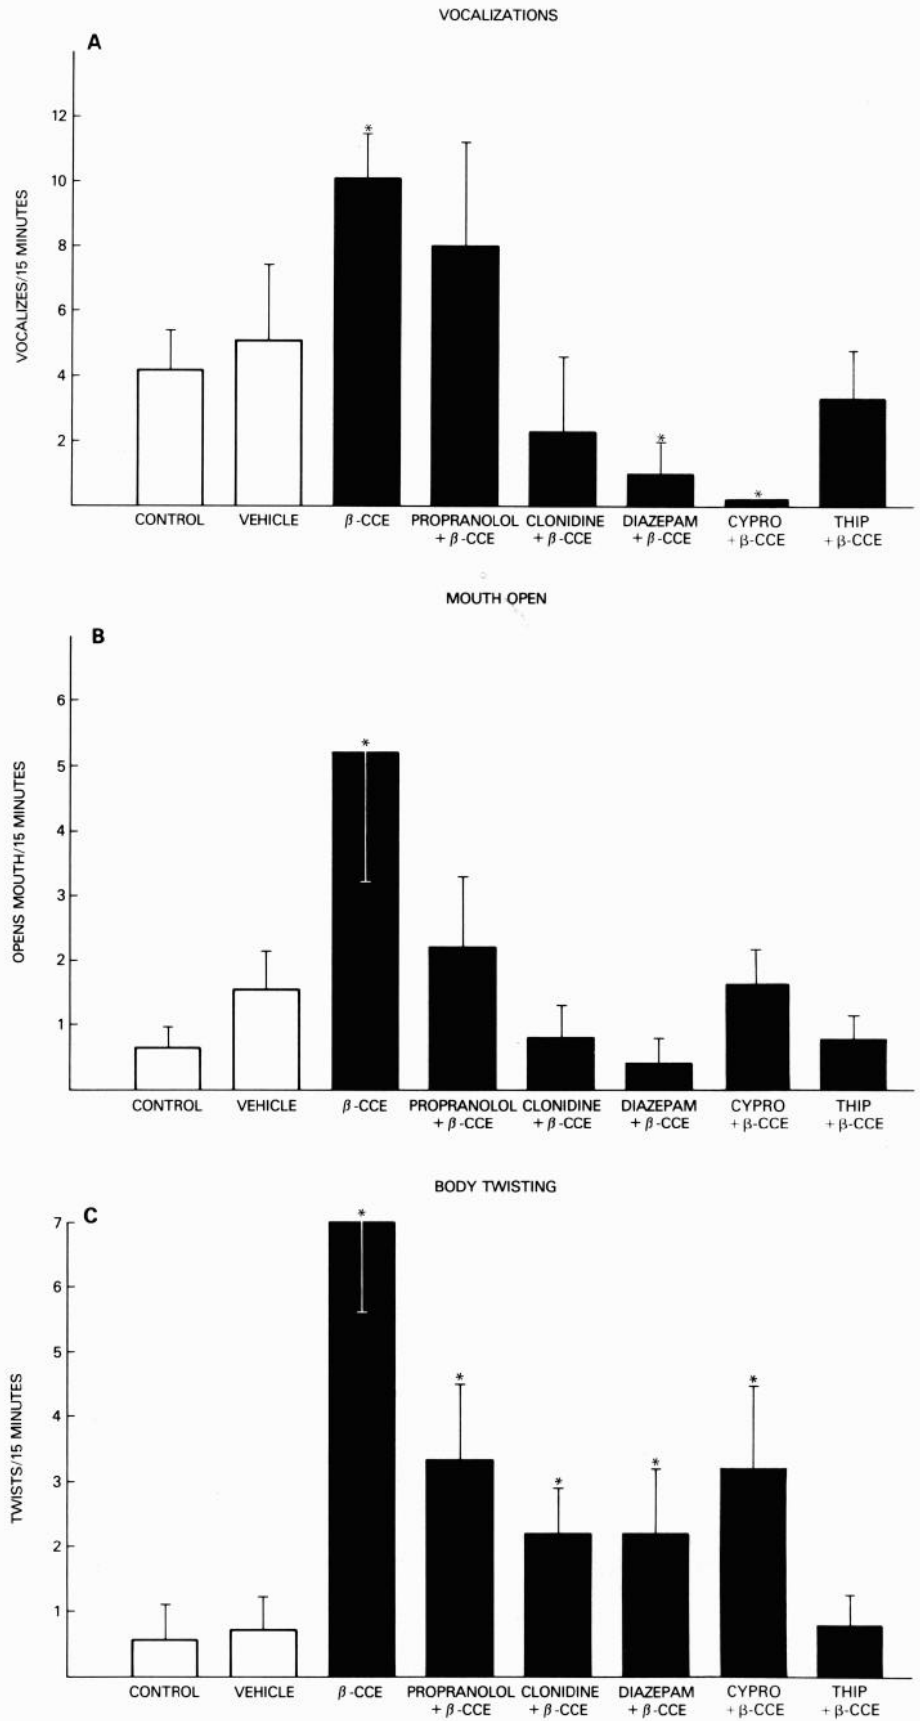 VOCALIZATIONS
A
VOCALIZES/15 MINUTES
12
10
8
6
4
2
*
*
*
CONTROL VEHICLE β-CCE PROPRANOLOL CLONIDINE DIAZEPAM CYPRO THIP
+ β-CCE + β-CCE + β-CCE + β-CCE + β-CCE
MOUTH OPEN
B
OPENS MOUTH/15 MINUTES
6
5
4
3
2
1
*
CONTROL VEHICLE β-CCE PROPRANOLOL CLONIDINE DIAZEPAM CYPRO THIP
+ β-CCE + β-CCE + β-CCE + β-CCE + β-CCE
BODY TWISTING
C
TWISTS/15 MINUTES
7
6
5
4
3
2
1
*
*
*
*
*
CONTROL VEHICLE β-CCE PROPRANOLOL CLONIDINE DIAZEPAM CYPRO THIP
+ β-CCE + β-CCE + β-CCE + β-CCE + β-CCE